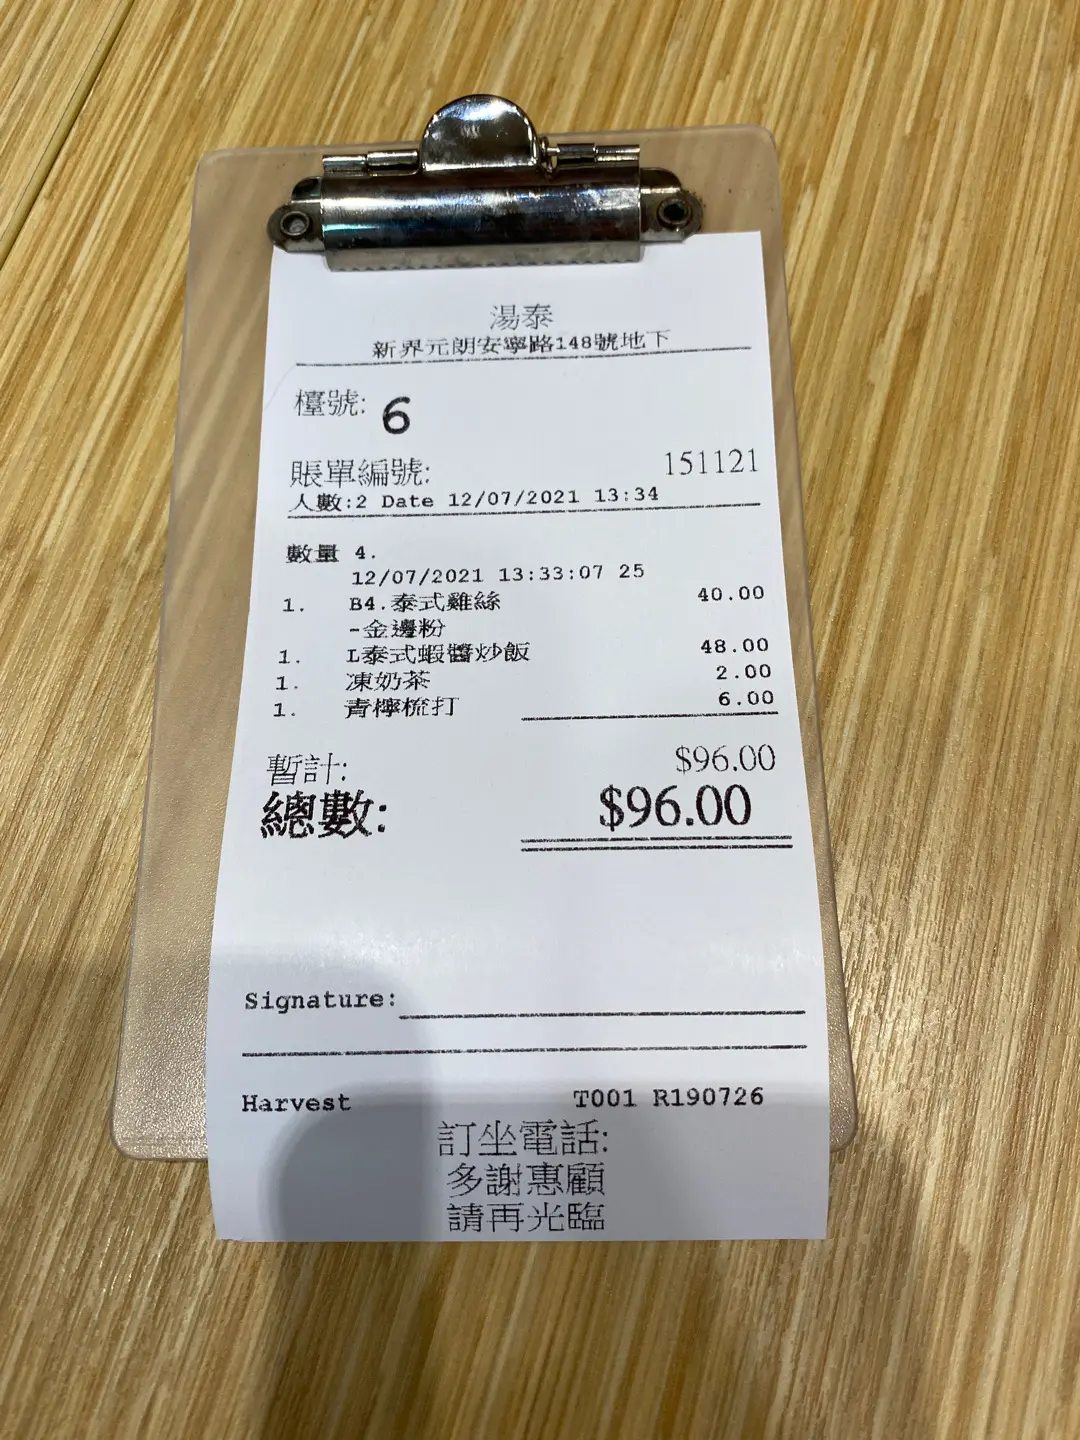 湯泰
新界元朗安寧路148號地下
檯號: 6
賬單編號: 151121
人數:2 Date 12/07/2021 13:34
數量 4.
12/07/2021 13:33:07 25
1. B4.泰式雞絲 40.00
-金邊粉
1. L泰式蝦醬炒飯 48.00
1. 凍奶茶 2.00
1. 青檸梳打 6.00
暫計: $96.00
總數: $96.00
Signature:
Harvest T001 R190726
訂坐電話:
多謝惠顧
請再光臨